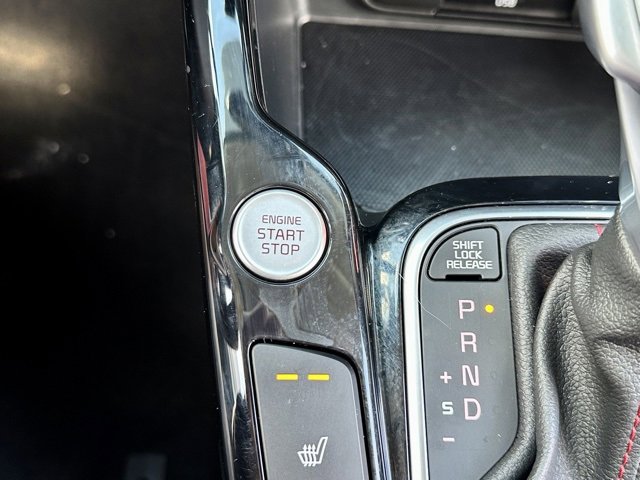 ENGINE
START
STOP
SHIFT
LOCK
RELEASE
P
R
+ N
S D
-